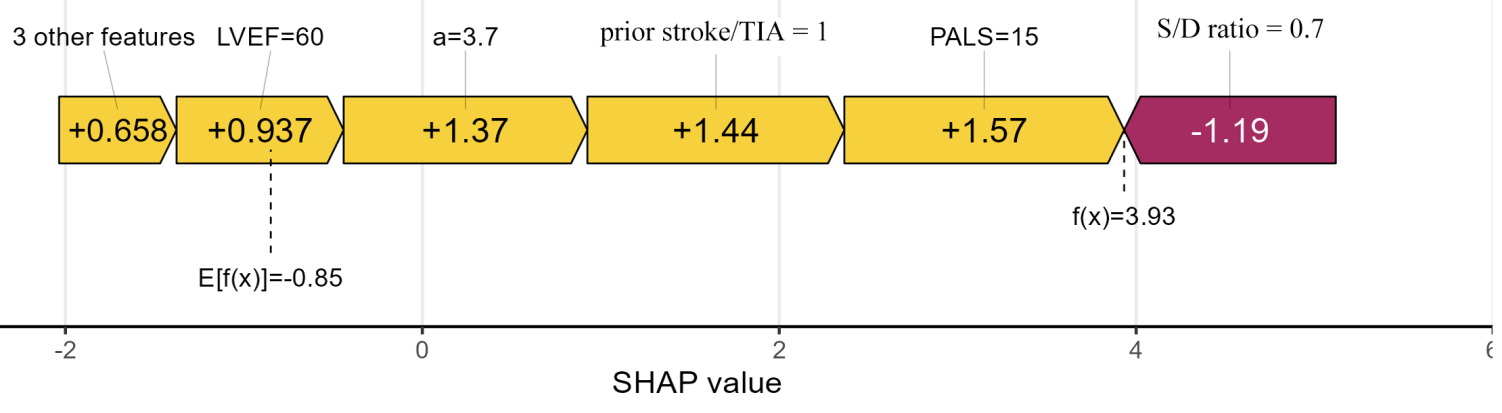 3 other features LVEF=60 a=3.7 prior stroke/TIA = 1 PALS=15 S/D ratio = 0.7
+0.658 +0.937 +1.37 +1.44 +1.57 -1.19
f(x)=3.93
E[f(x)]=-0.85
-2 0 2 4
SHAP value